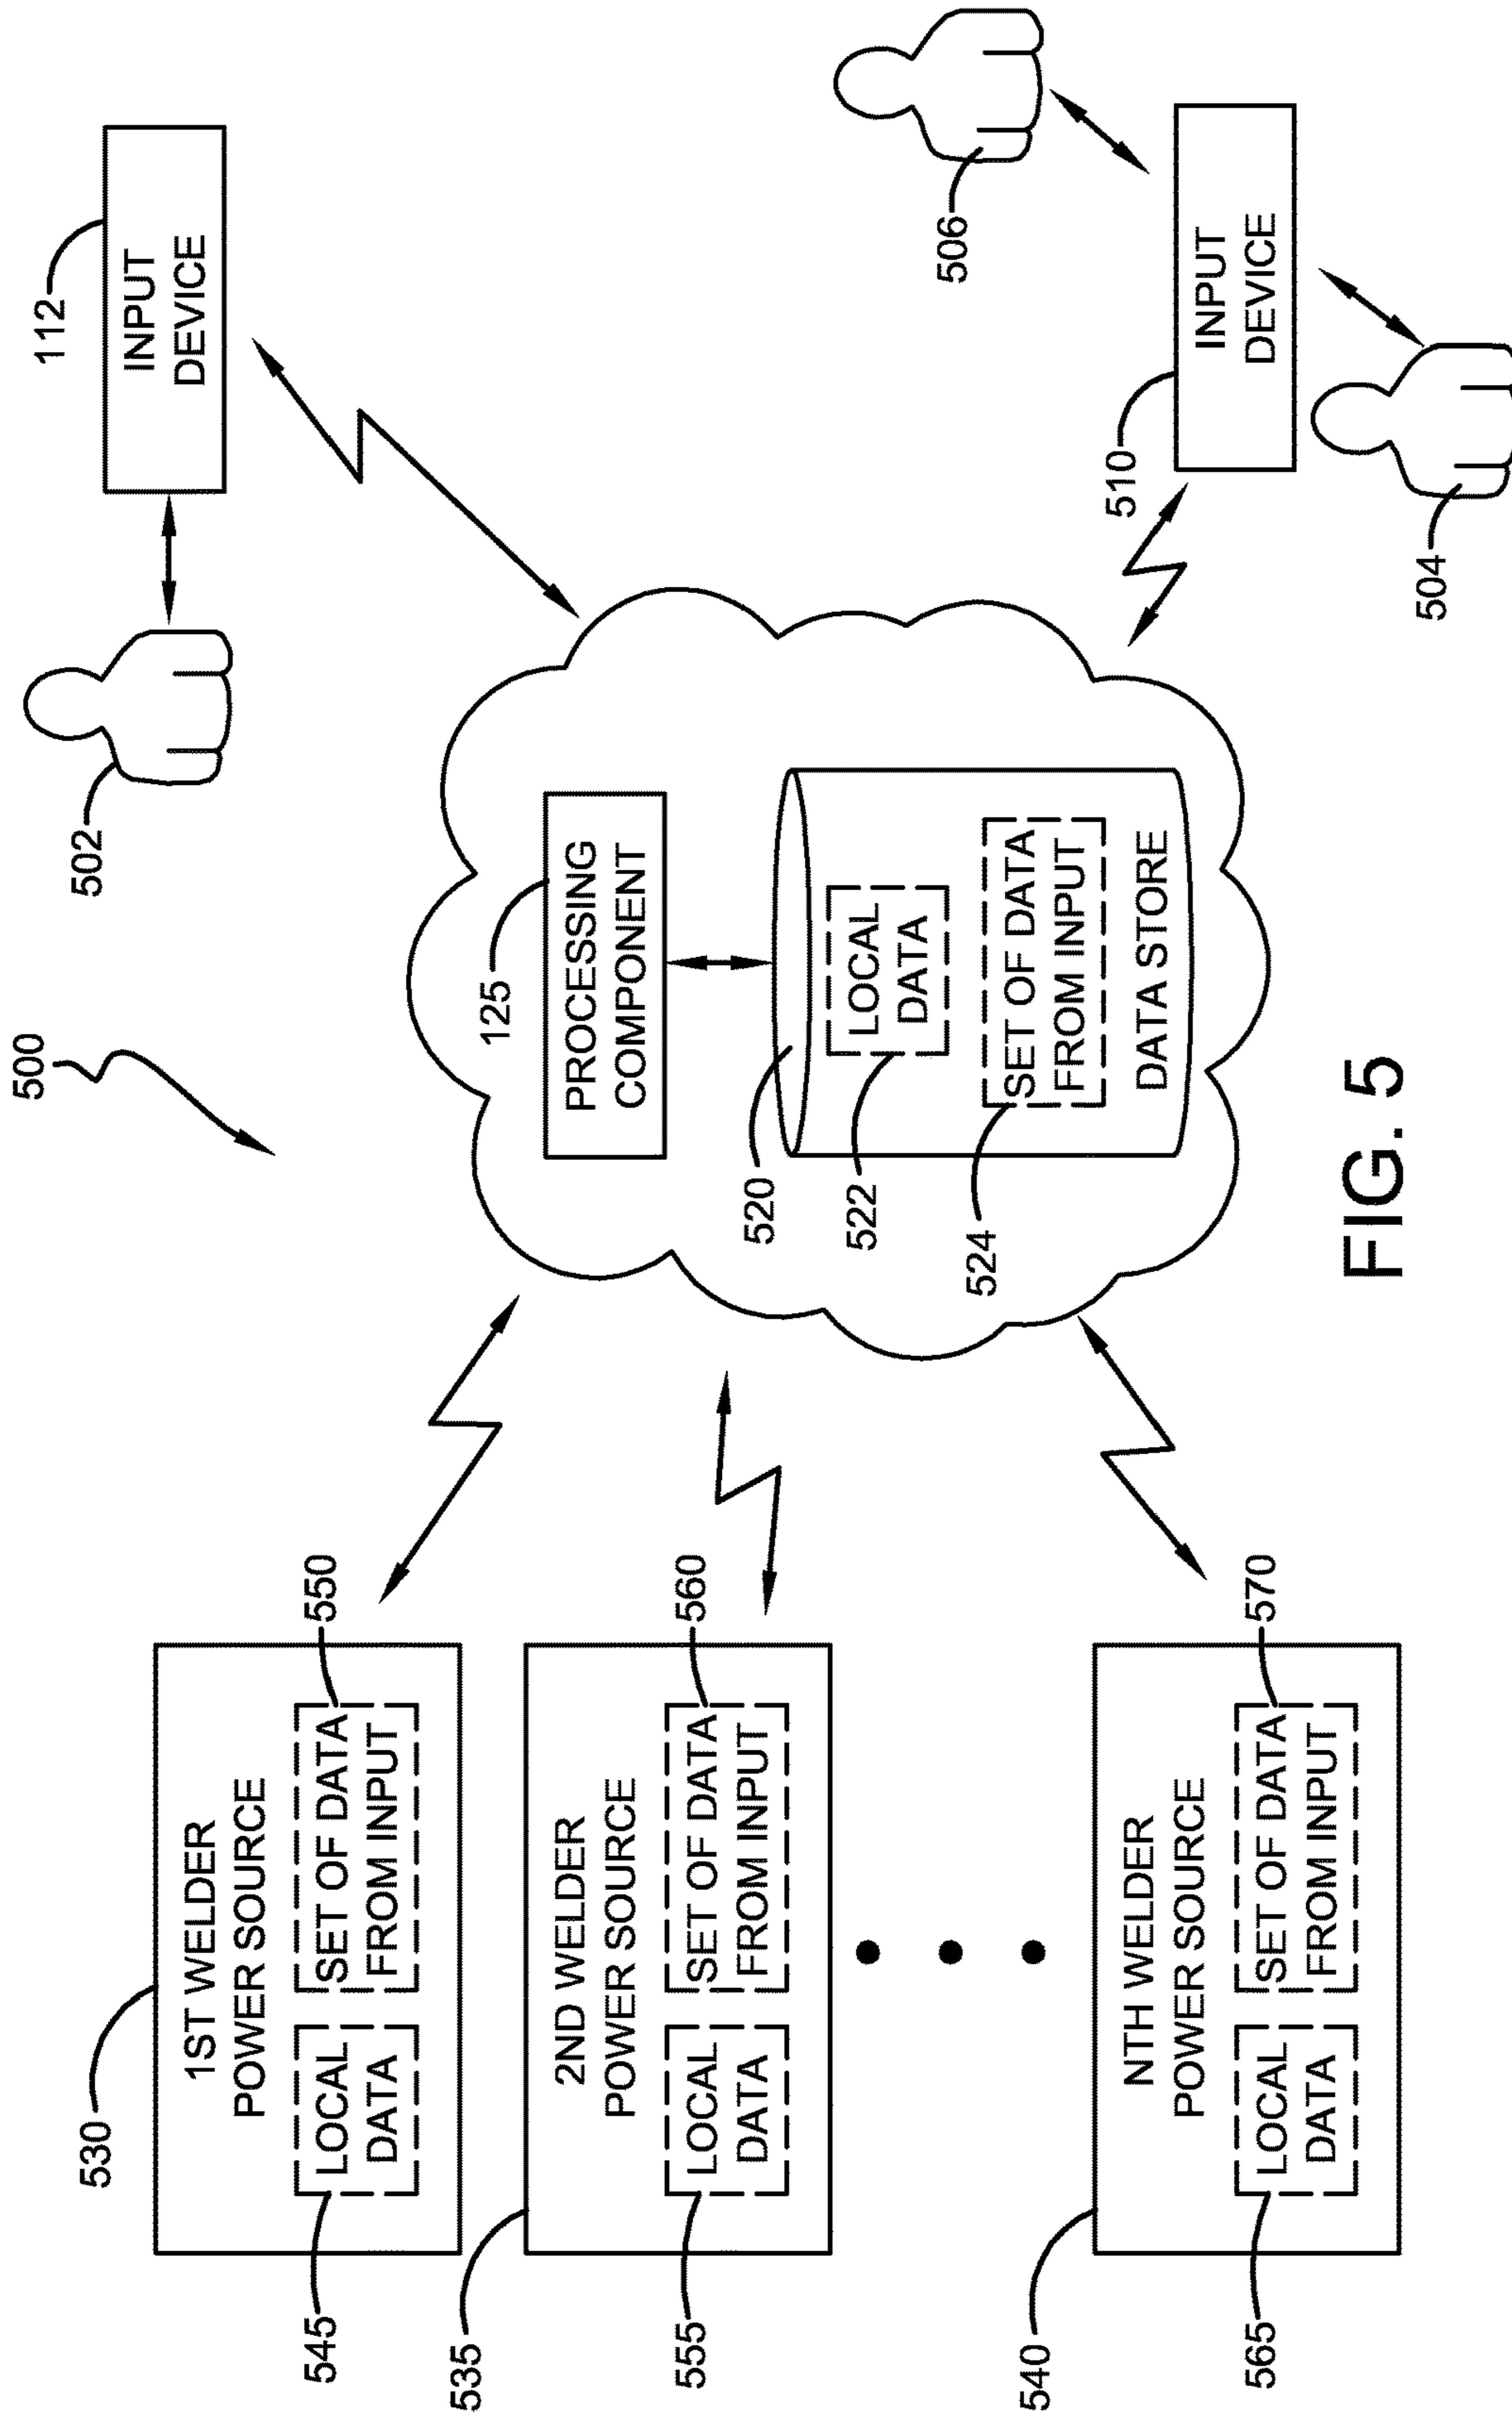 500
530
1ST WELDER
POWER SOURCE
LOCAL
DATA
SET OF DATA
FROM INPUT
545
550
535
2ND WELDER
POWER SOURCE
LOCAL
DATA
SET OF DATA
FROM INPUT
555
560
540
NTH WELDER
POWER SOURCE
LOCAL
DATA
SET OF DATA
FROM INPUT
565
570
125
PROCESSING
COMPONENT
520
522
LOCAL
DATA
524
SET OF DATA
FROM INPUT
DATA STORE
502
112
INPUT
DEVICE
506
510
INPUT
DEVICE
504
FIG. 5